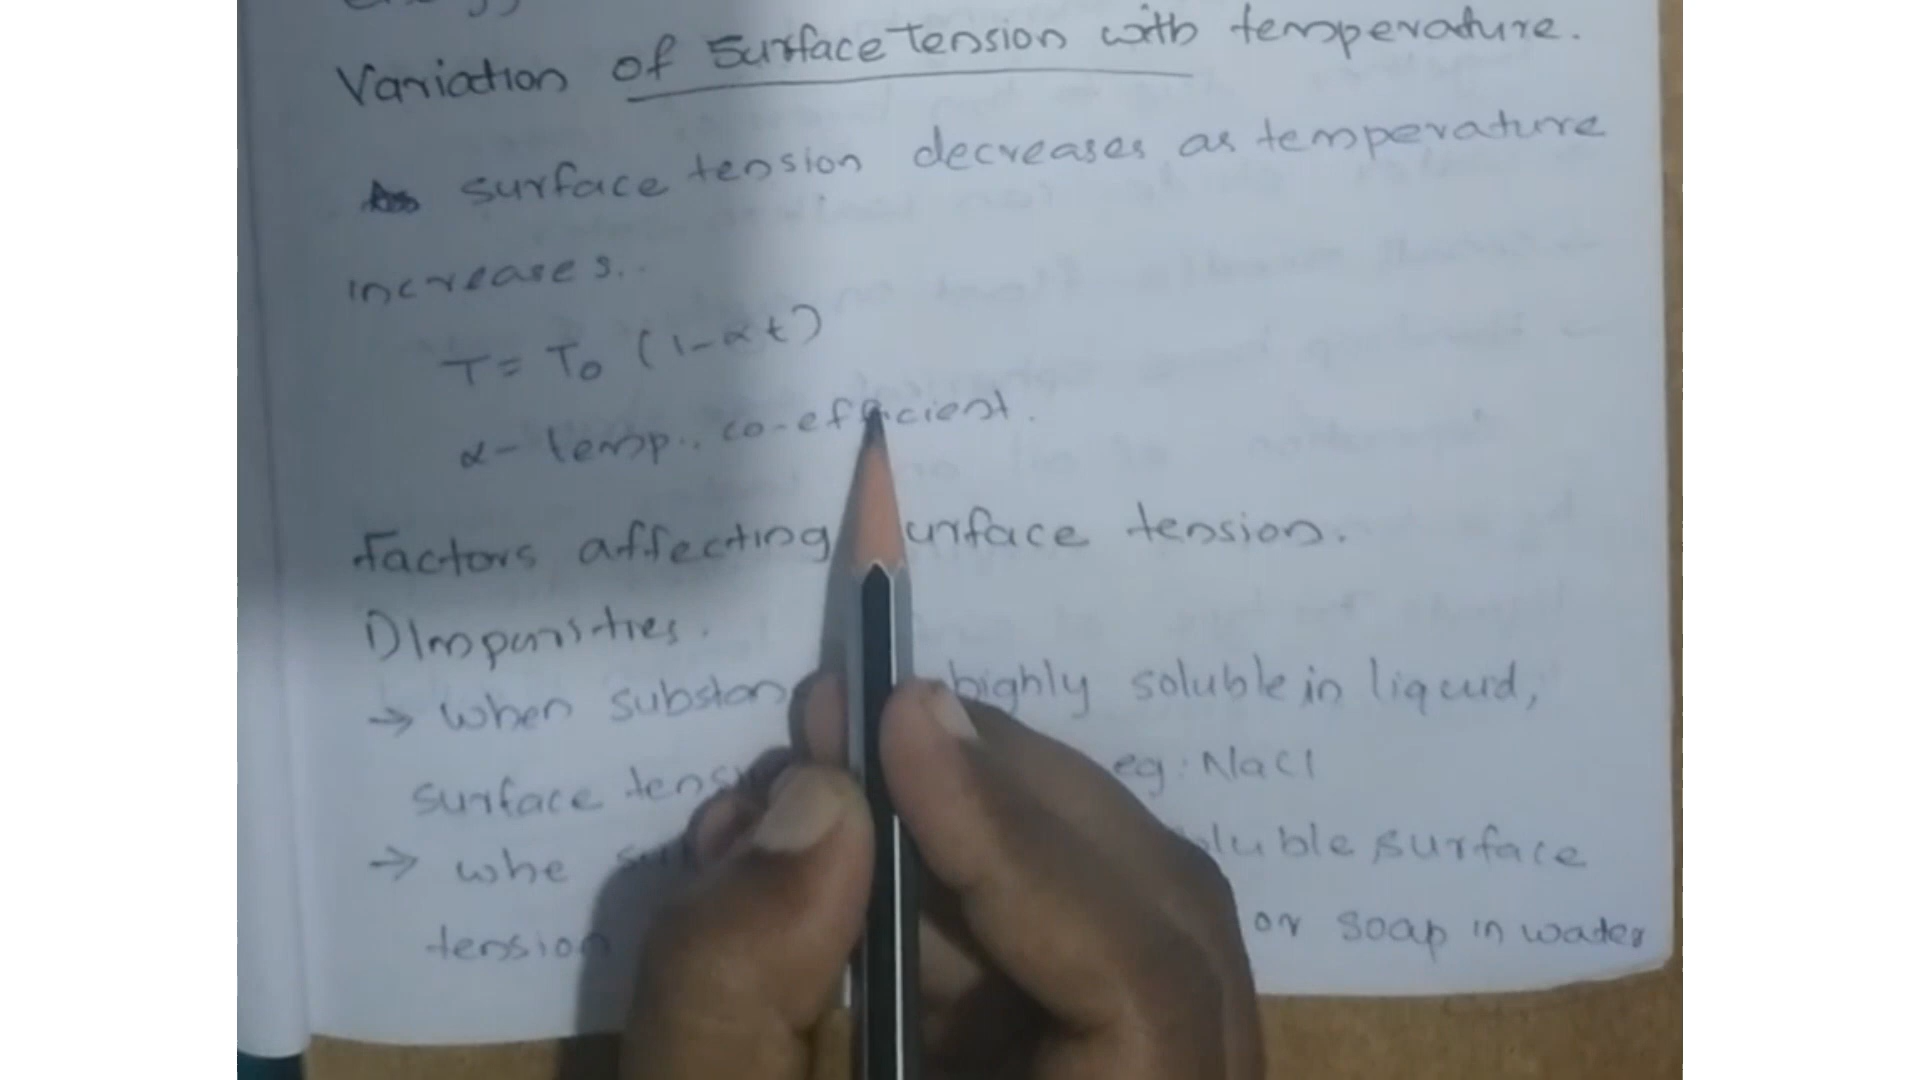 Variation of Surface Tension with temperature.
surface tension decreases as temperature
increases..
T = T0 (1-αt)
α - temp.. co-efficient.
Factors affecting urface tension.
1) Impurities.
→ When substan highly soluble in liquid,
surface tens eg: NaCl
→ whe luble surface
tension or soap in water